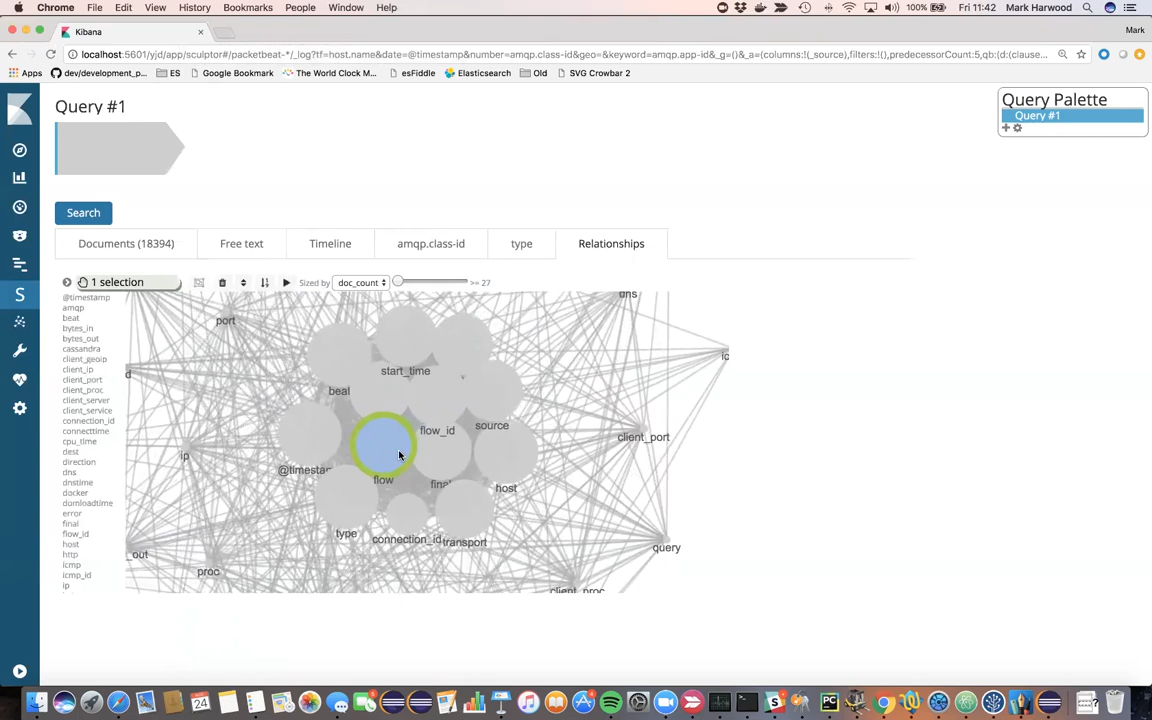 Chrome File Edit View History Bookmarks People Window Help 100% Fri 11:42 Mark Harwood
Kibana
Mark
localhost:5601/yjd/app/sculptor#/packetbeat-*/_log?tf=host.name&date=@timestamp&number=amqp.class-id&geo=&keyword=amqp.app-id&_g=()&_a=(columns:!(_source),filters:!(),predecessorCount:5,qb:(d:(clause...
Apps dev/development_p... ES Google Bookmark The World Clock M... esFiddle Elasticsearch Old SVG Crowbar 2
Query #1
Query Palette
Query #1
Search
Documents (18394) Free text Timeline amqp.class-id type Relationships
1 selection Sized by doc_count >= 27
@timestamp
amqp
beat
bytes_in
bytes_out
cassandra
client_geoip
client_ip
client_port
client_proc
client_server
client_service
connection_id
connecttime
cpu_time
dest
direction
dns
dnstime
docker
domloadtime
error
final
flow_id
host
http
icmp
icmp_id
ip
dns
port
start_time
beat
source
flow_id
client_port
ip
@timestam
flow
final
host
type
connection_id
transport
query
_out
proc
client_proc
S
PC
24